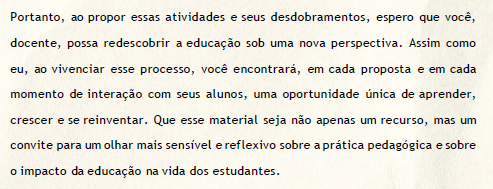 Portanto, ao propor essas atividades e seus desdobramentos, espero que você,
docente, possa redescobrir a educação sob uma nova perspectiva. Assim como
eu, ao vivenciar esse processo, você encontrará, em cada proposta e em cada
momento de interação com seus alunos, uma oportunidade única de aprender,
crescer e se reinventar. Que esse material seja não apenas um recurso, mas um
convite para um olhar mais sensível e reflexivo sobre a prática pedagógica e sobre
o impacto da educação na vida dos estudantes.